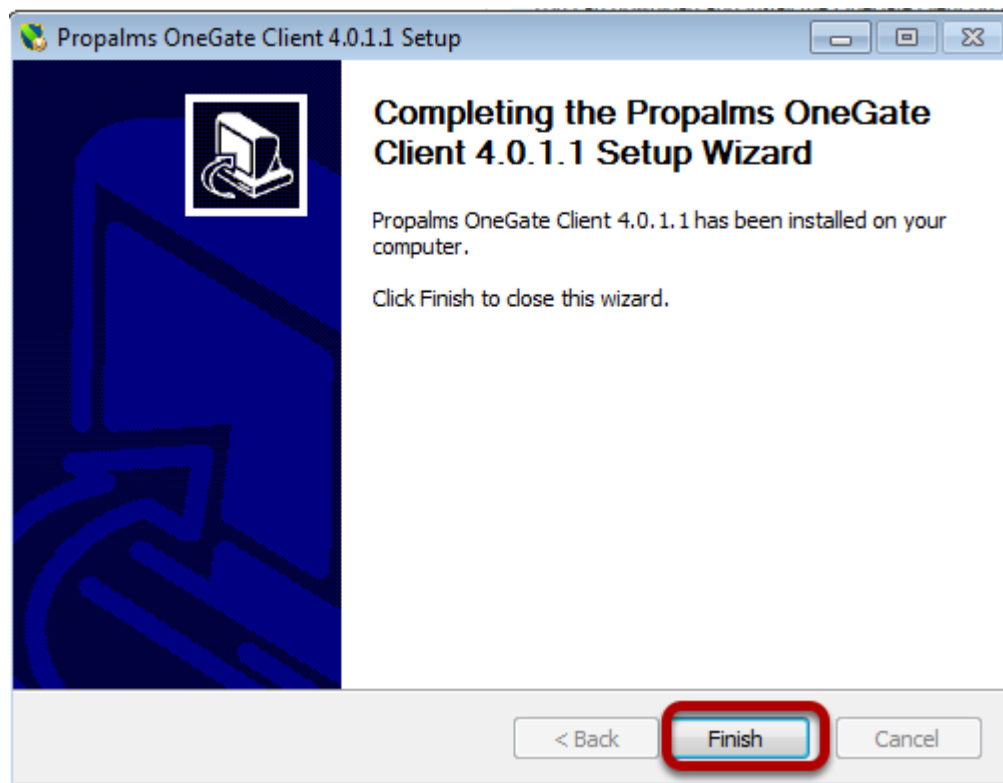 Propalms OneGate Client 4.0.1.1 Setup
Completing the Propalms OneGate
Client 4.0.1.1 Setup Wizard
Propalms OneGate Client 4.0.1.1 has been installed on your
computer.
Click Finish to close this wizard.
< Back Finish Cancel